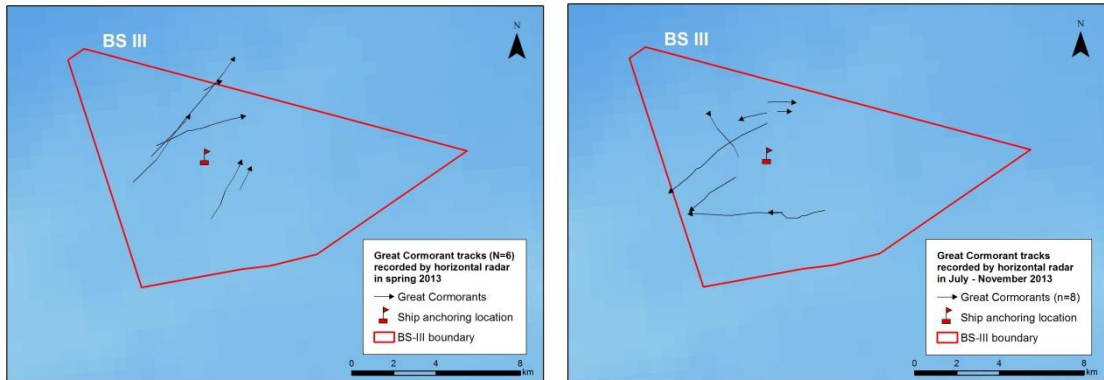 BS III
N
Great Cormorant tracks (N=6)
recorded by horizontal radar
in spring 2013
Great Cormorants
Ship anchoring location
BS-III boundary
0 2 4 6 8
km
BS III
N
Great Cormorant tracks
recorded by horizontal radar
in July - November 2013
Great Cormorants (n=8)
Ship anchoring location
BS-III boundary
0 2 4 6 8
km